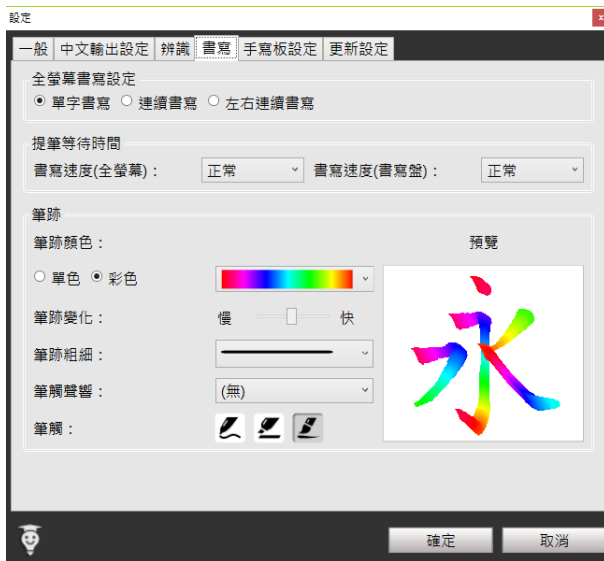 設定
一般 中文輸出設定 辨識 書寫 手寫板設定 更新設定
全螢幕書寫設定
單字書寫 連續書寫 左右連續書寫
提筆等待時間
書寫速度(全螢幕)： 正常 書寫速度(書寫盤)： 正常
筆跡
筆跡顏色： 預覽
單色 彩色
筆跡變化： 慢 快
筆跡粗細：
筆觸聲響： (無)
筆觸：
永
確定 取消